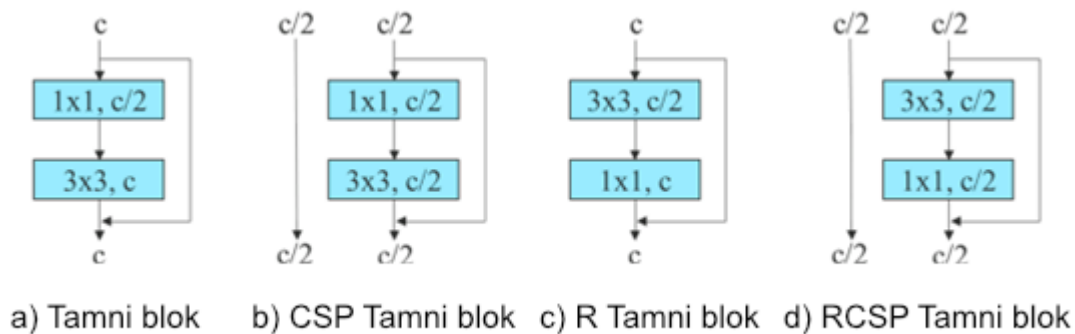 c c/2 c/2 c c/2 c/2
1x1, c/2 1x1, c/2 3x3, c/2 3x3, c/2
3x3, c 3x3, c/2 1x1, c 1x1, c/2
c c/2 c/2 c c/2 c/2
a) Tamni blok b) CSP Tamni blok c) R Tamni blok d) RCSP Tamni blok